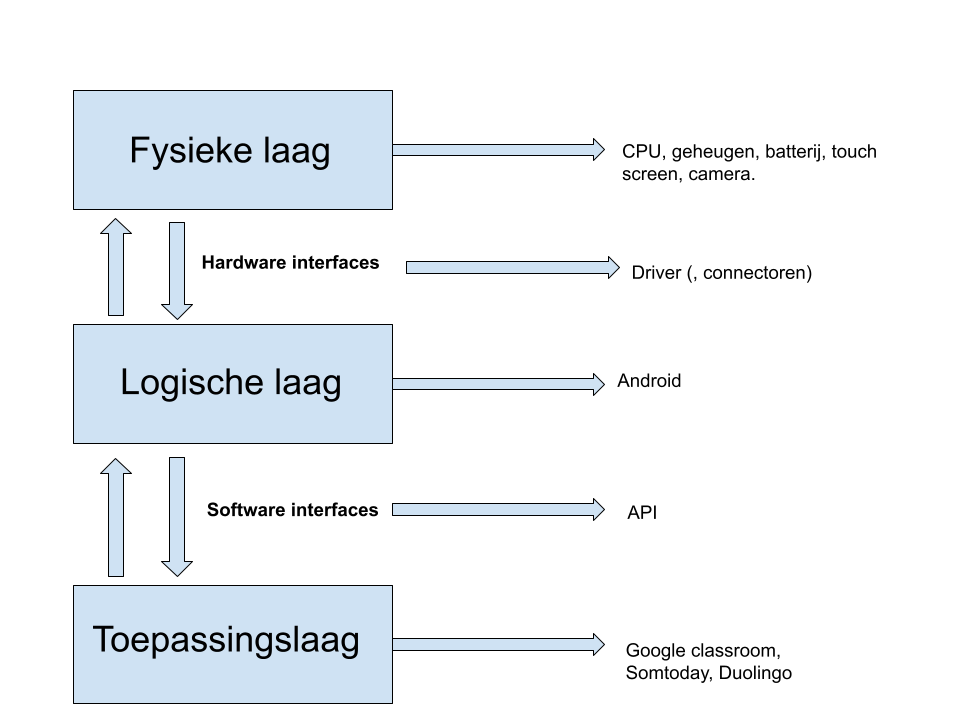 Fysieke laag
CPU, geheugen, batterij, touch
screen, camera.
Hardware interfaces
Driver (, connectoren)
Logische laag
Android
Software interfaces
API
Toepassingslaag
Google classroom,
Somtoday, Duolingo